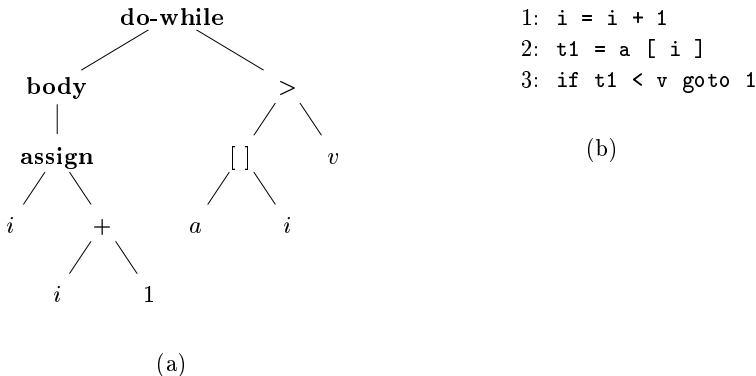 do-while
body >
assign [ ] v
i + a i
i 1
(a)
1: i = i + 1
2: t1 = a [ i ]
3: if t1 < v goto 1
(b)